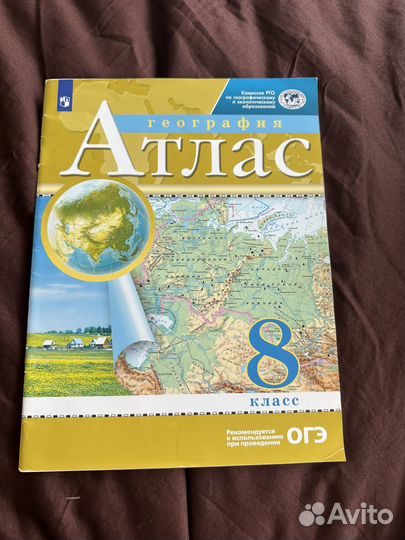 Комиссия РГО
по географическому
и экологическому
образованию
география
Атлас
8
класс
Рекомендуется
к использованию
при проведении
ОГЭ
Avito